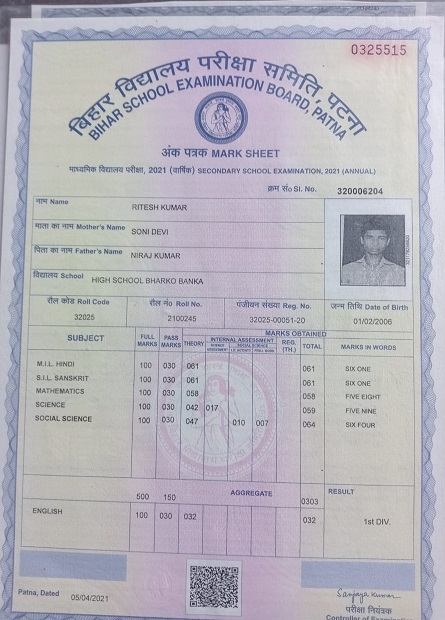 0325515
बिहार विद्यालय परीक्षा समिति, पटना
BIHAR SCHOOL EXAMINATION BOARD, PATNA
अंक पत्रक MARK SHEET
माध्यमिक विद्यालय परीक्षा, 2021 (वार्षिक) SECONDARY SCHOOL EXAMINATION, 2021 (ANNUAL)
क्रम सं० Sl. No. 320006204
नाम Name RITESH KUMAR
माता का नाम Mother's Name SONI DEVI
पिता का नाम Father's Name NIRAJ KUMAR
विद्यालय School HIGH SCHOOL BHARKO BANKA
रौल कोड Roll Code रौल नं० Roll No. पंजीयन संख्या Reg. No. जन्म तिथि Date of Birth
32025 2100245 32025-00051-20 01/02/2006
MARKS OBTAINED
SUBJECT FULL MARKS PASS MARKS THEORY INTERNAL ASSESSMENT REG. (TH.) TOTAL MARKS IN WORDS
M.I.L. HINDI 100 030 061 061 SIX ONE
S.I.L. SANSKRIT 100 030 061 061 SIX ONE
MATHEMATICS 100 030 058 058 FIVE EIGHT
SCIENCE 100 030 042 017 059 FIVE NINE
SOCIAL SCIENCE 100 030 047 010 007 064 SIX FOUR
500 150 AGGREGATE 0303 RESULT
ENGLISH 100 030 032 032 1st DIV.
Patna, Dated 05/04/2021
Sanjaya Kumar
परीक्षा नियंत्रक
Controller of Examination